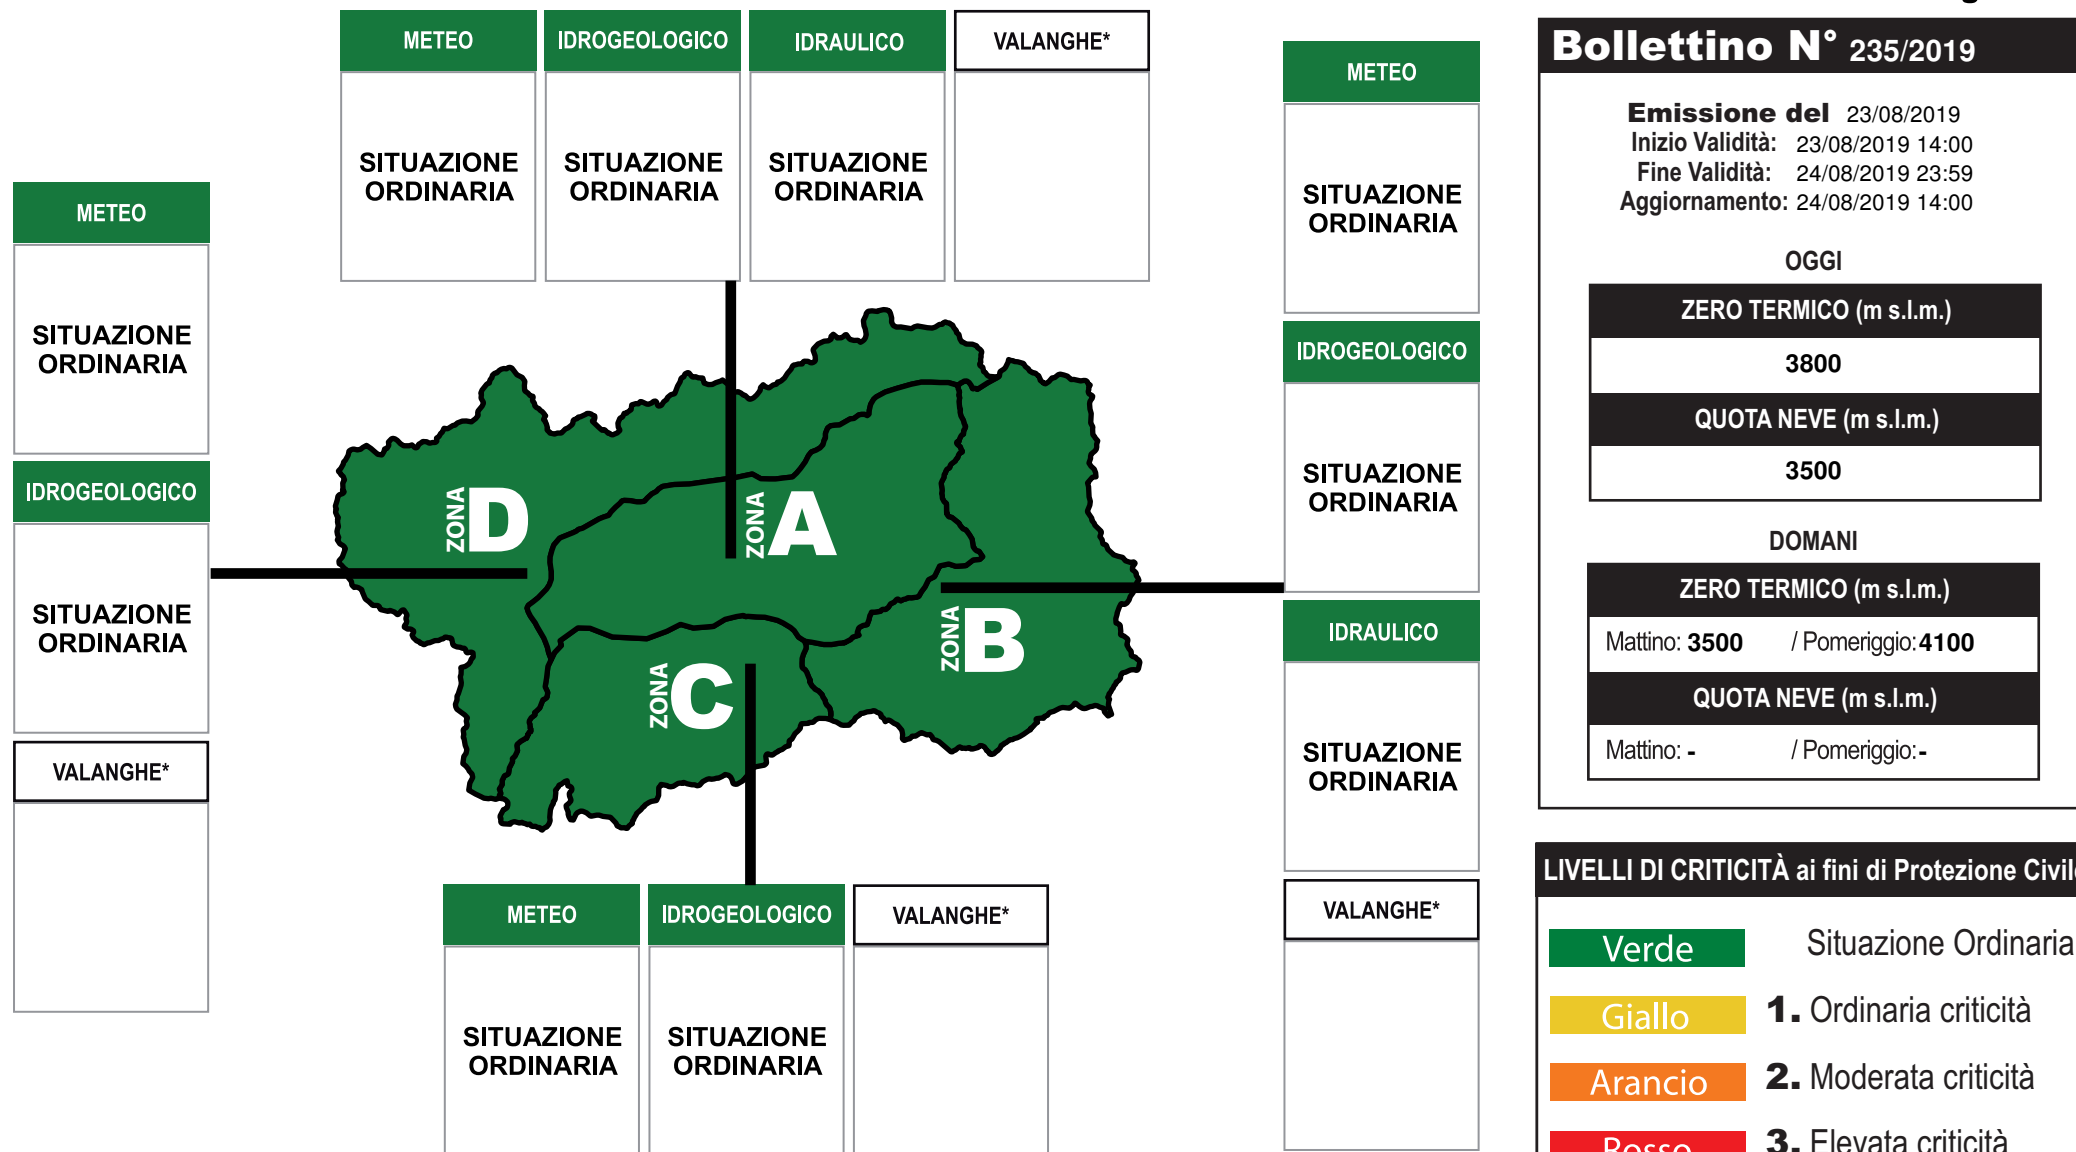 METEO IDROGEOLOGICO IDRAULICO VALANGHE*
SITUAZIONE ORDINARIA SITUAZIONE ORDINARIA SITUAZIONE ORDINARIA
METEO
SITUAZIONE
ORDINARIA
IDROGEOLOGICO
SITUAZIONE
ORDINARIA
VALANGHE*
ZONA D
ZONA A
ZONA B
ZONA C
METEO
SITUAZIONE
ORDINARIA
IDROGEOLOGICO
SITUAZIONE
ORDINARIA
IDRAULICO
SITUAZIONE
ORDINARIA
VALANGHE*
METEO IDROGEOLOGICO VALANGHE*
SITUAZIONE ORDINARIA SITUAZIONE ORDINARIA
Bollettino N° 235/2019
Emissione del 23/08/2019
Inizio Validità: 23/08/2019 14:00
Fine Validità: 24/08/2019 23:59
Aggiornamento: 24/08/2019 14:00
OGGI
ZERO TERMICO (m s.l.m.)
3800
QUOTA NEVE (m s.l.m.)
3500
DOMANI
ZERO TERMICO (m s.l.m.)
Mattino: 3500 / Pomeriggio: 4100
QUOTA NEVE (m s.l.m.)
Mattino: - / Pomeriggio: -
LIVELLI DI CRITICITÀ ai fini di Protezione Civile
Verde Situazione Ordinaria
Giallo 1. Ordinaria criticità
Arancio 2. Moderata criticità
Rosso 3. Elevata criticità